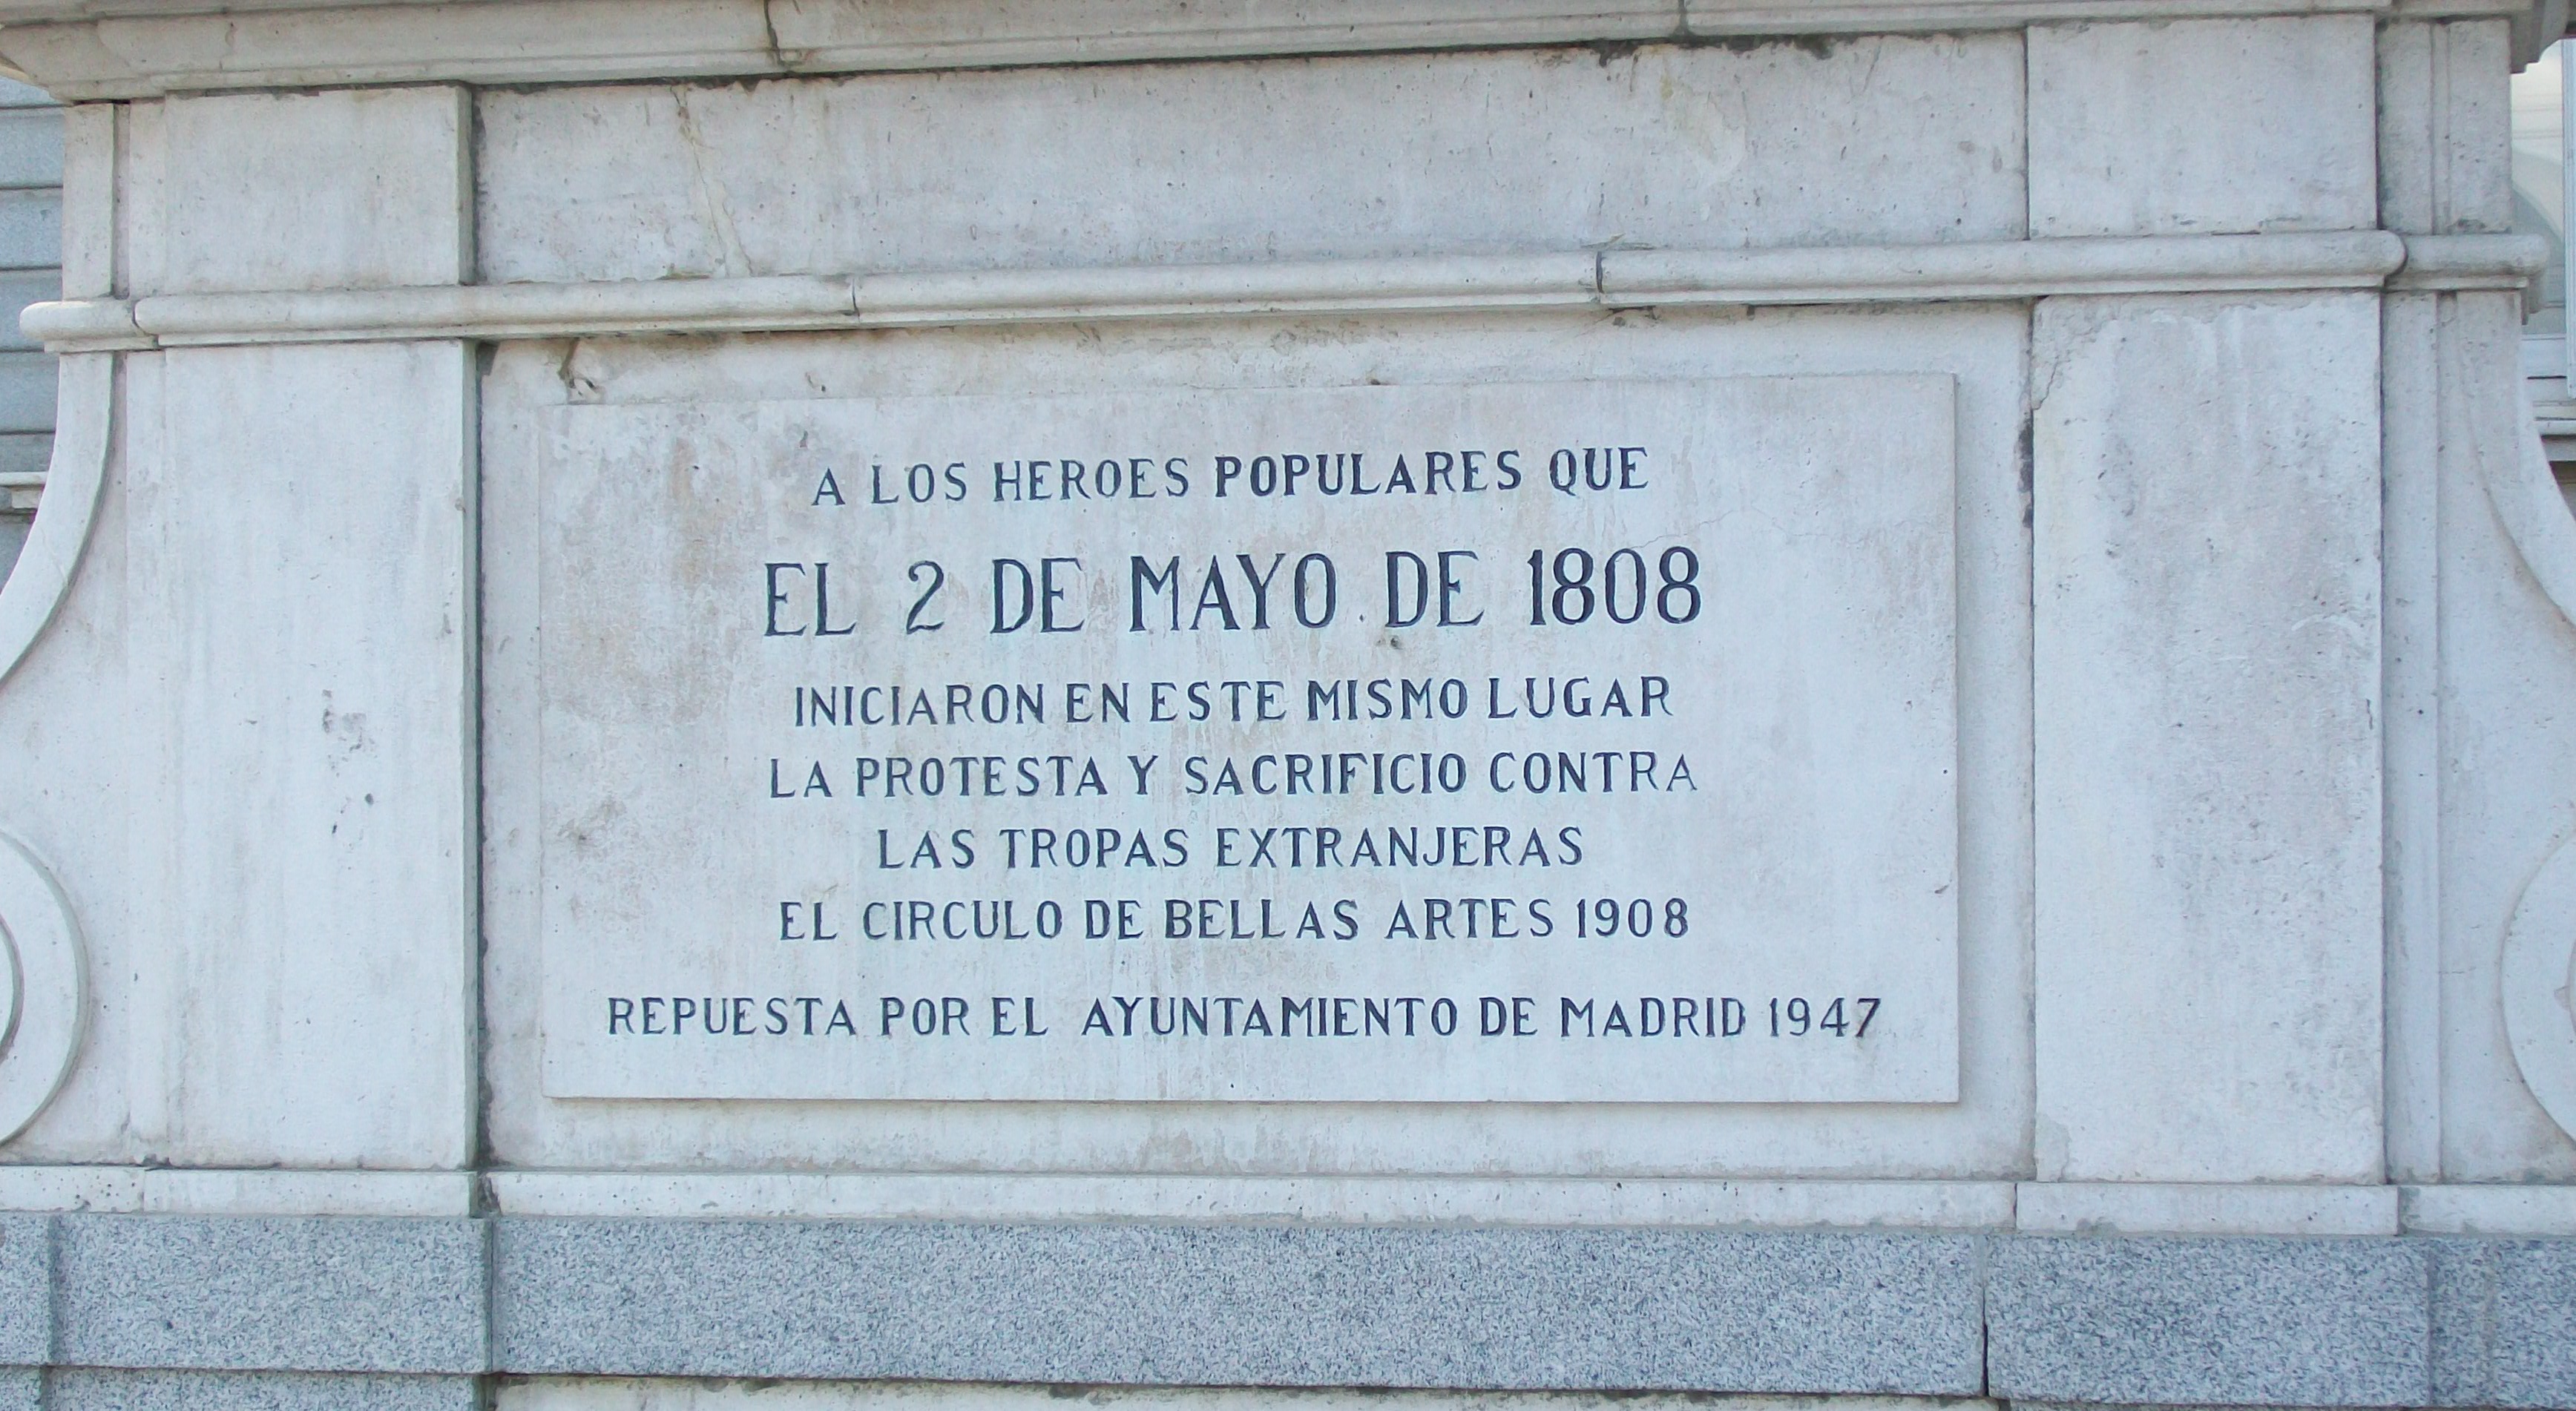 A LOS HEROES POPULARES QUE
EL 2 DE MAYO DE 1808
INICIARON EN ESTE MISMO LUGAR
LA PROTESTA Y SACRIFICIO CONTRA
LAS TROPAS EXTRANJERAS
EL CIRCULO DE BELLAS ARTES 1908
REPUESTA POR EL AYUNTAMIENTO DE MADRID 1947